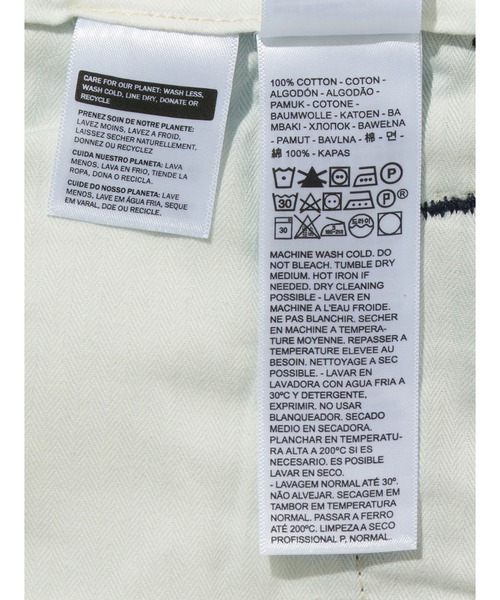 CARE FOR OUR PLANET: WASH LESS,
WASH COLD, LINE DRY, DONATE OR
RECYCLE
PRENEZ SOIN DE NOTRE PLANETE:
LAVEZ MOINS, LAVEZ A FROID,
LAISSEZ SECHER NATURELLEMENT,
DONNEZ OU RECYCLEZ
CUIDA NUESTRO PLANETA: LAVA
MENOS, LAVA EN FRIO, TIENDE LA
ROPA, DONA O RECICLA.
CUIDE DO NOSSO PLANETA: LAVE
MENOS, LAVE EM ÁGUA FRIA, SEQUE
EM VARAL, DOE OU RECICLE.
100% COTTON - COTON -
ALGODÓN - ALGODÃO -
PAMUK - COTONE -
BAUMWOLLE - KATOEN - BA
MBAKI - ХЛОПОК - BAWEŁNA
- PAMUT - BAVLNA - 棉 - 면 -
綿 100% - KAPAS
P
30 P ®
30 드라이
MACHINE WASH COLD. DO
NOT BLEACH. TUMBLE DRY
MEDIUM. HOT IRON IF
NEEDED. DRY CLEANING
POSSIBLE - LAVER EN
MACHINE A L'EAU FROIDE.
NE PAS BLANCHIR. SECHER
EN MACHINE A TEMPERA-
TURE MOYENNE. REPASSER A
TEMPERATURE ELEVEE AU
BESOIN. NETTOYAGE A SEC
POSSIBLE. - LAVAR EN
LAVADORA CON AGUA FRIA A
30ºC Y DETERGENTE,
EXPRIMIR. NO USAR
BLANQUEADOR. SECADO
MEDIO EN SECADORA.
PLANCHAR EN TEMPERATU-
RA ALTA A 200ºC SI ES
NECESARIO. ES POSIBLE
LAVAR EN SECO.
- LAVAGEM NORMAL ATÉ 30º.
NÃO ALVEJAR. SECAGEM EM
TAMBOR EM TEMPERATURA
NORMAL. PASSAR A FERRO
ATÉ 200ºC. LIMPEZA A SECO
PROFISSIONAL P, NORMAL.